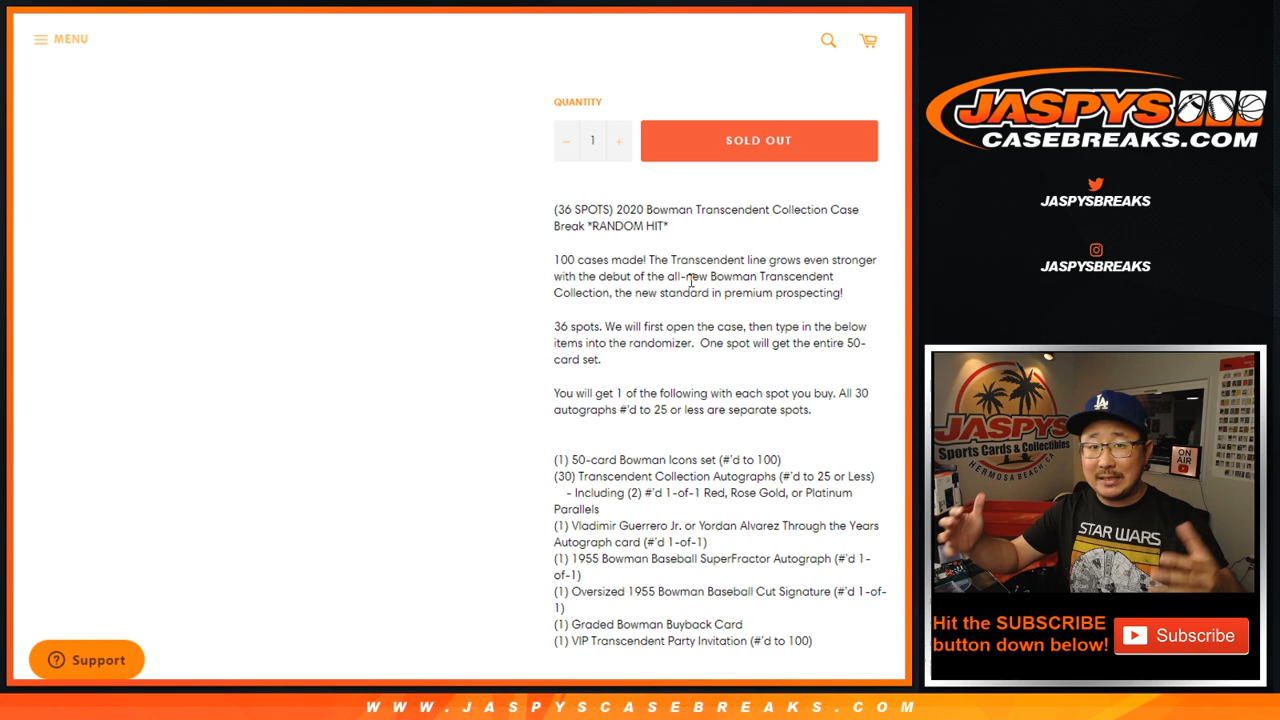 MENU
QUANTITY
− 1 +
SOLD OUT
(36 SPOTS) 2020 Bowman Transcendent Collection Case
Break *RANDOM HIT*
100 cases made! The Transcendent line grows even stronger
with the debut of the all-new Bowman Transcendent
Collection, the new standard in premium prospecting!
36 spots. We will first open the case, then type in the below
items into the randomizer.  One spot will get the entire 50-
card set.
You will get 1 of the following with each spot you buy. All 30
autographs #'d to 25 or less are separate spots.
(1) 50-card Bowman Icons set (#'d to 100)
(30) Transcendent Collection Autographs (#'d to 25 or Less)
- Including (2) #'d 1-of-1 Red, Rose Gold, or Platinum
Parallels
(1) Vladimir Guerrero Jr. or Yordan Alvarez Through the Years
Autograph card (#'d 1-of-1)
(1) 1955 Bowman Baseball SuperFractor Autograph (#'d 1-
of-1)
(1) Oversized 1955 Bowman Baseball Cut Signature (#'d 1-of-
1)
(1) Graded Bowman Buyback Card
(1) VIP Transcendent Party Invitation (#'d to 100)
Support
JASPYS
CASEBREAKS.COM
JASPYSBREAKS
JASPYSBREAKS
JASPYS
Sports Cards & Collectibles
HERMOSA BEACH, CA
ON
AIR
LA
STAR WARS
Hit the SUBSCRIBE
button down below!
Subscribe
WWW.JASPYSCASEBREAKS.COM